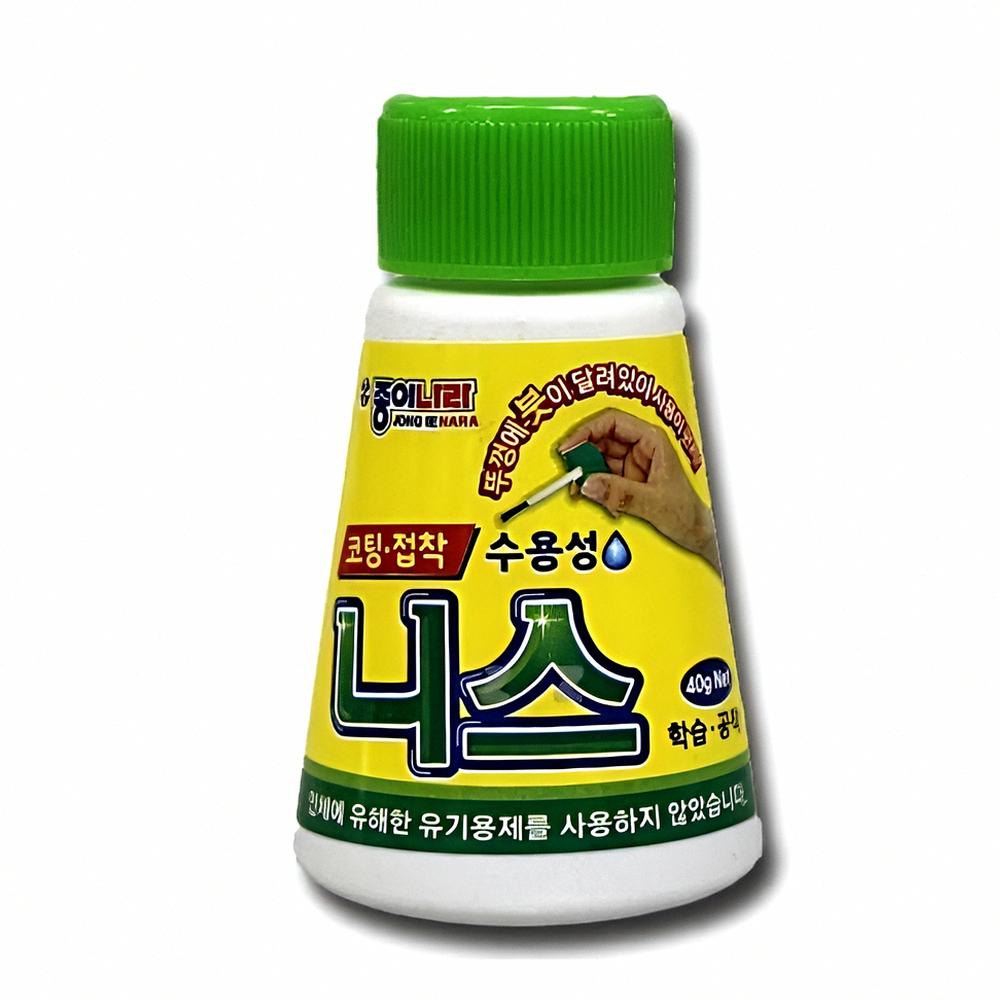 종이나라
JONG IE NARA
뚜껑에 붓이 달려있어 사용이 편리
코팅·접착
수용성
니스
40g Net
학습·공작
인체에 유해한 유기용제를 사용하지 않았습니다